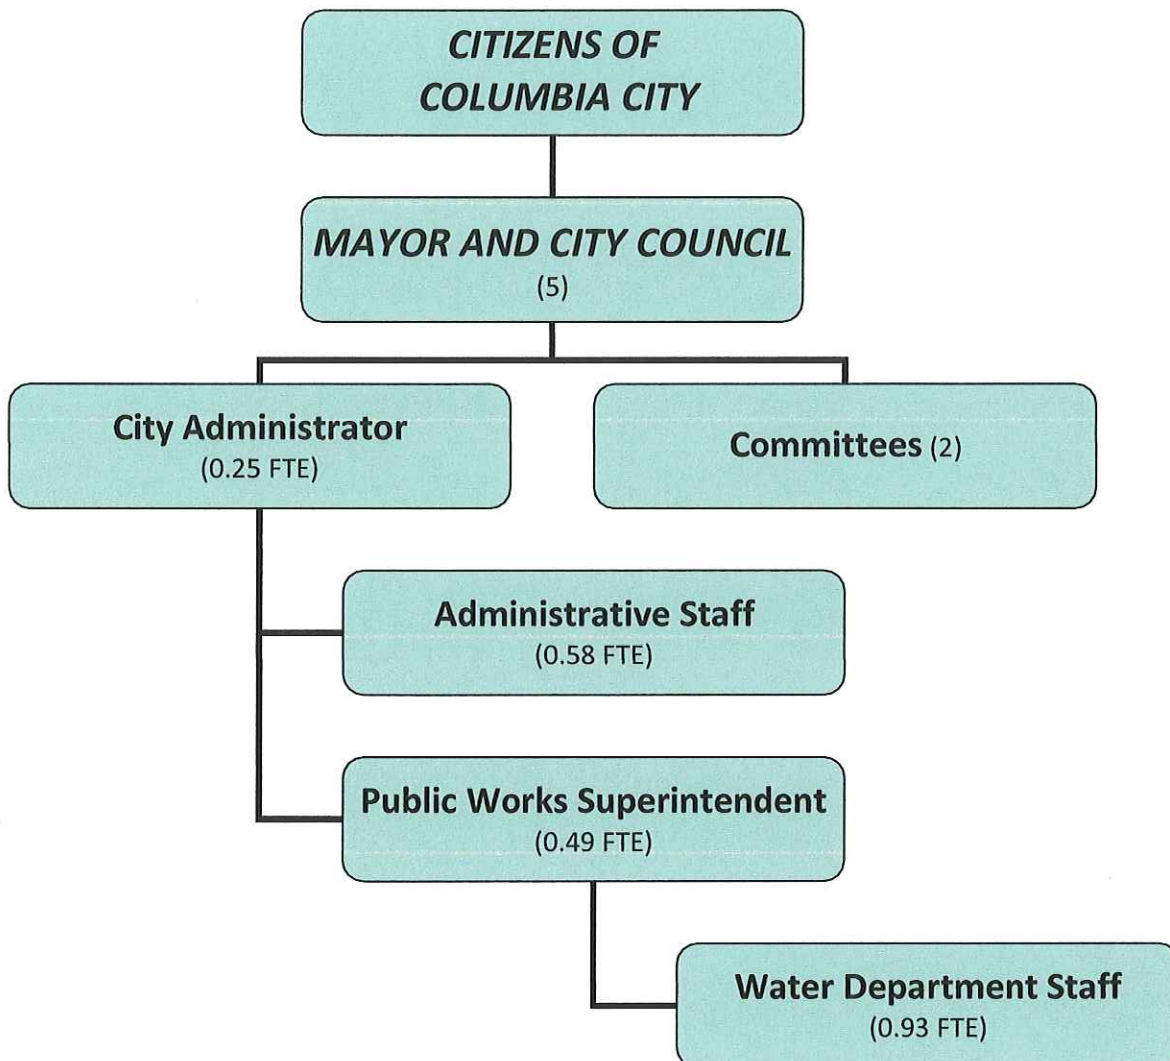 CITIZENS OF
COLUMBIA CITY
MAYOR AND CITY COUNCIL
(5)
City Administrator
(0.25 FTE)
Committees (2)
Administrative Staff
(0.58 FTE)
Public Works Superintendent
(0.49 FTE)
Water Department Staff
(0.93 FTE)